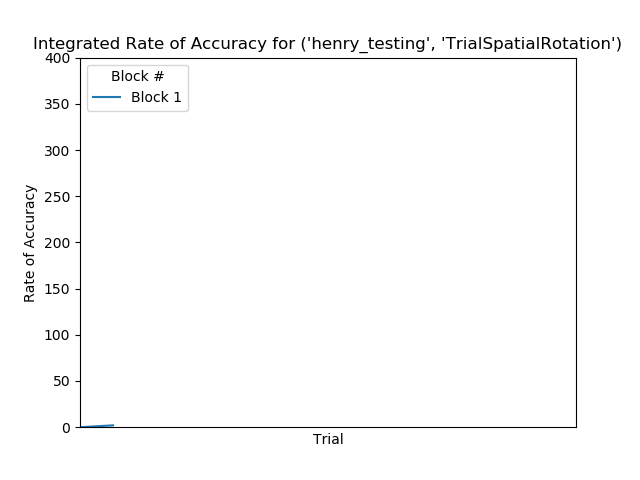 Integrated Rate of Accuracy for ('henry_testing', 'TrialSpatialRotation')
400
350
300
250
200
150
100
50
0
Rate of Accuracy
Block #
Block 1
Trial